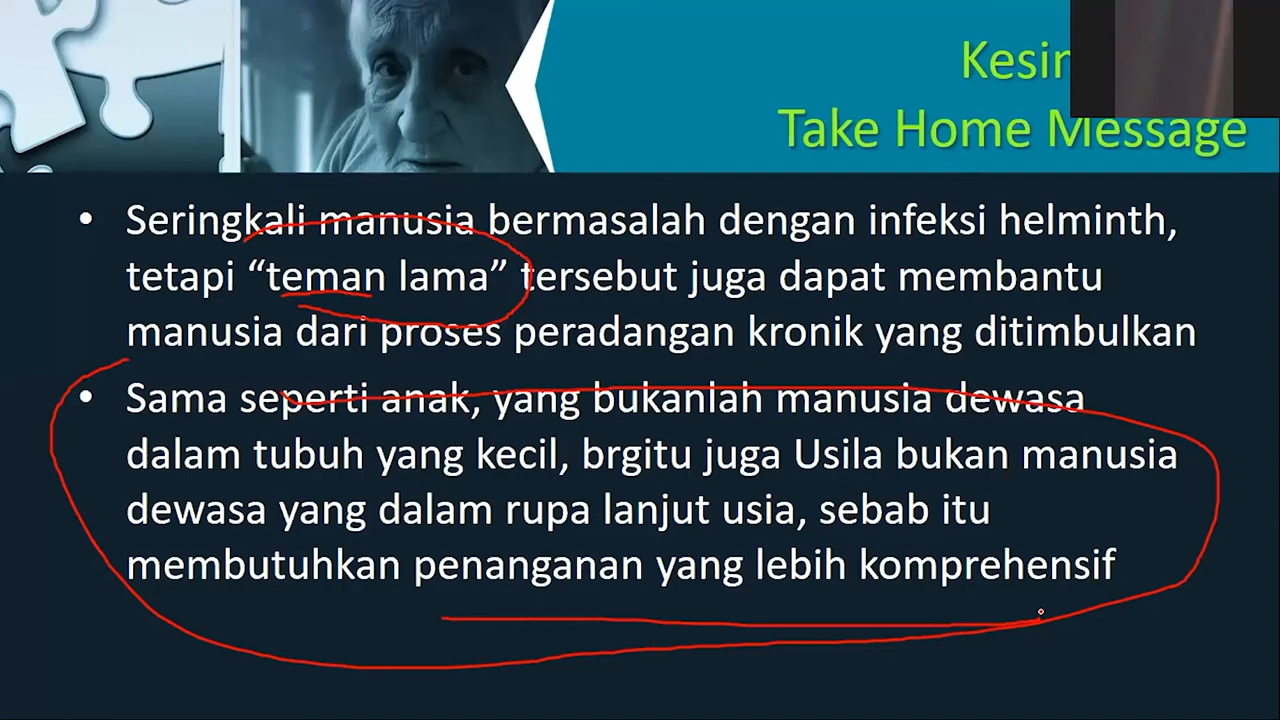 Take Home Message
• Seringkali manusia bermasalah dengan infeksi helminth,
tetapi “teman lama” tersebut juga dapat membantu
manusia dari proses peradangan kronik yang ditimbulkan
• Sama seperti anak, yang bukanlah manusia dewasa
dalam tubuh yang kecil, brgitu juga Usila bukan manusia
dewasa yang dalam rupa lanjut usia, sebab itu
membutuhkan penanganan yang lebih komprehensif